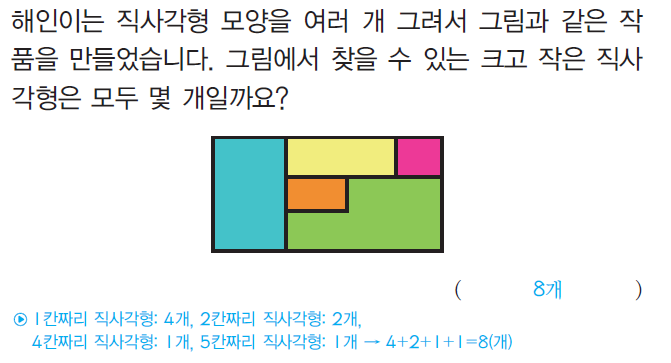 해인이는 직사각형 모양을 여러 개 그려서 그림과 같은 작
품을 만들었습니다. 그림에서 찾을 수 있는 크고 작은 직사
각형은 모두 몇 개일까요?
( 8개 )
▶ 1칸짜리 직사각형: 4개, 2칸짜리 직사각형: 2개,
4칸짜리 직사각형: 1개, 5칸짜리 직사각형: 1개 → 4+2+1+1=8(개)